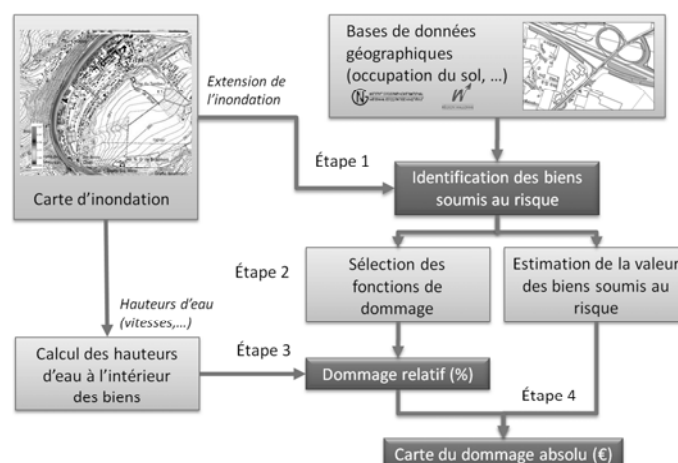 Bases de données
géographiques
(occupation du sol, …)
Extension de
l'inondation
Carte d'inondation
Étape 1
Identification des biens
soumis au risque
Étape 2
Sélection des
fonctions de
dommage
Estimation de la valeur
des biens soumis au
risque
Hauteurs d'eau
(vitesses,…)
Calcul des hauteurs
d'eau à l'intérieur
des biens
Étape 3
Dommage relatif (%)
Étape 4
Carte du dommage absolu (€)